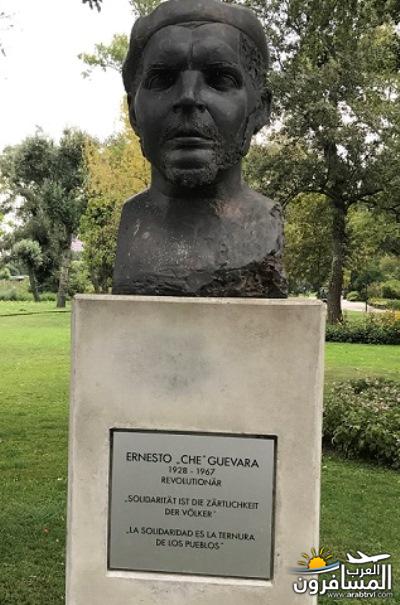 ERNESTO „CHE" GUEVARA
1928 - 1967
REVOLUTIONÄR
„SOLIDARITÄT IST DIE ZÄRTLICHKEIT
DER VÖLKER"
„LA SOLIDARIDAD ES LA TERNURA
DE LOS PUEBLOS"
العرب
المسافرون
www.arabtrvl.com